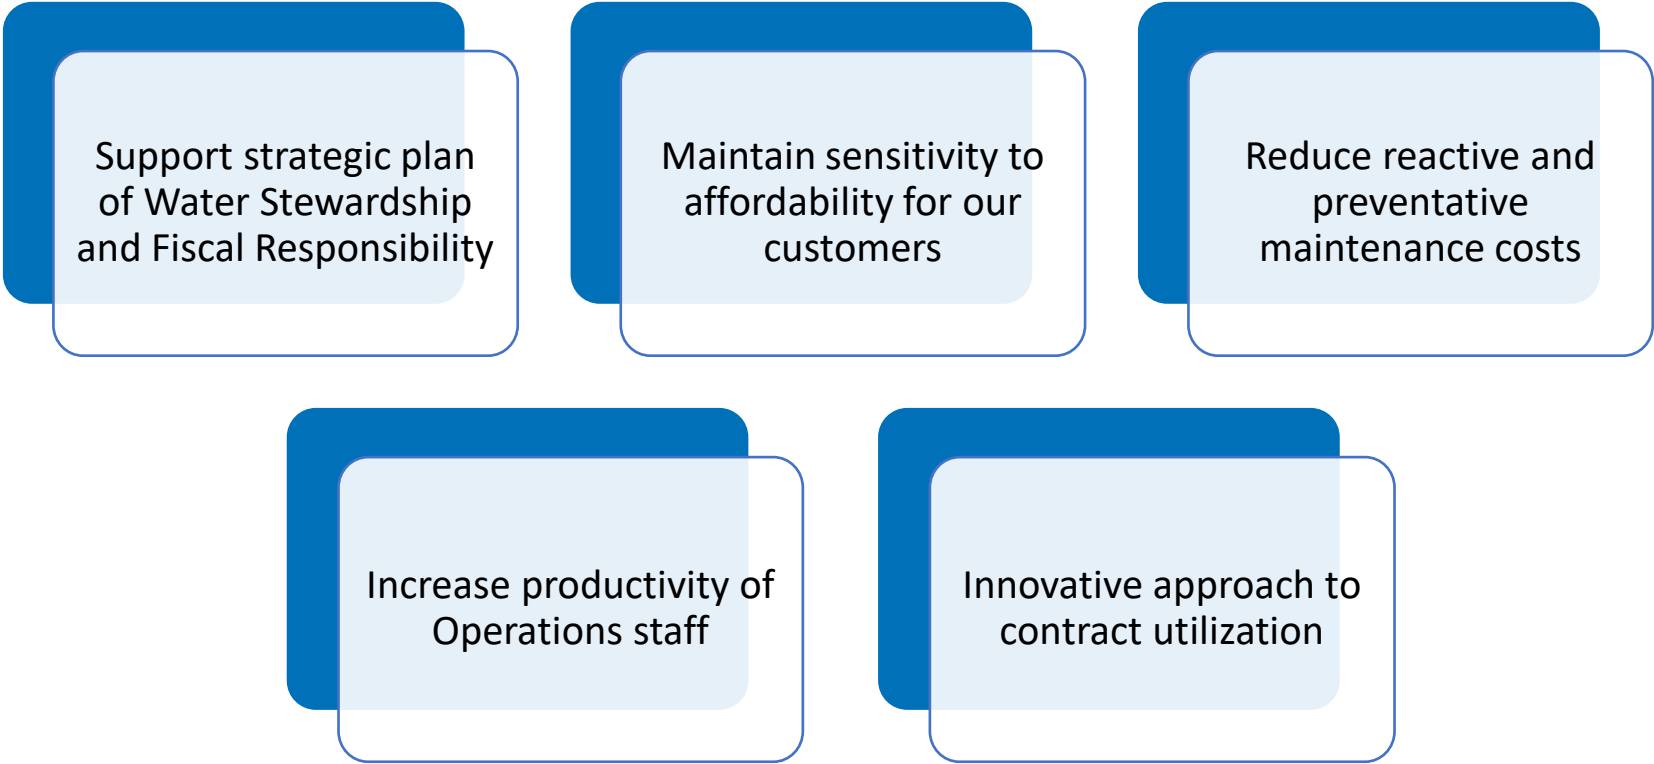 Support strategic plan
of Water Stewardship
and Fiscal Responsibility
Maintain sensitivity to
affordability for our
customers
Reduce reactive and
preventative
maintenance costs
Increase productivity of
Operations staff
Innovative approach to
contract utilization